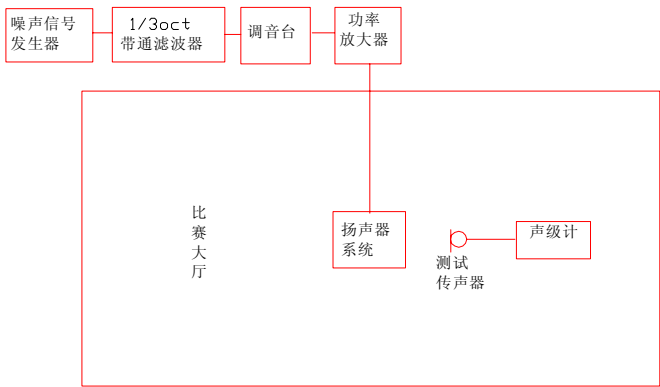 噪声信号
发生器
1/3oct
带通滤波器
调音台
功率
放大器
比
赛
大
厅
扬声器
系统
测试
传声器
声级计